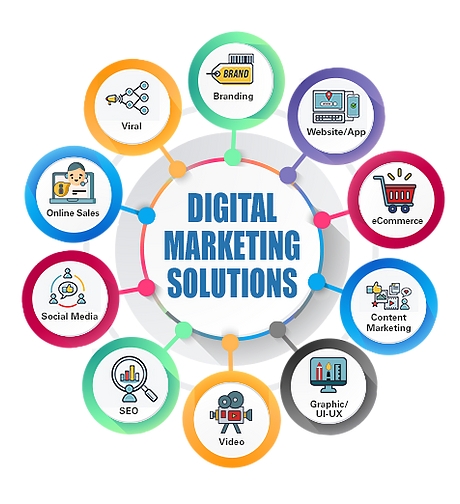 BRAND
Branding
Website/App
eCommerce
Content
Marketing
Graphic/
UI-UX
Video
SEO
Social Media
Online Sales
Viral
DIGITAL
MARKETING
SOLUTIONS